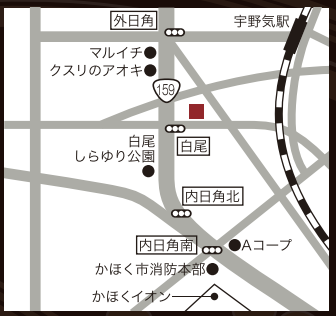 外日角
宇野気駅
マルイチ
クスリのアオキ
159
白尾
しらゆり公園
白尾
内日角北
内日角南
Aコープ
かほく市消防本部
かほくイオン